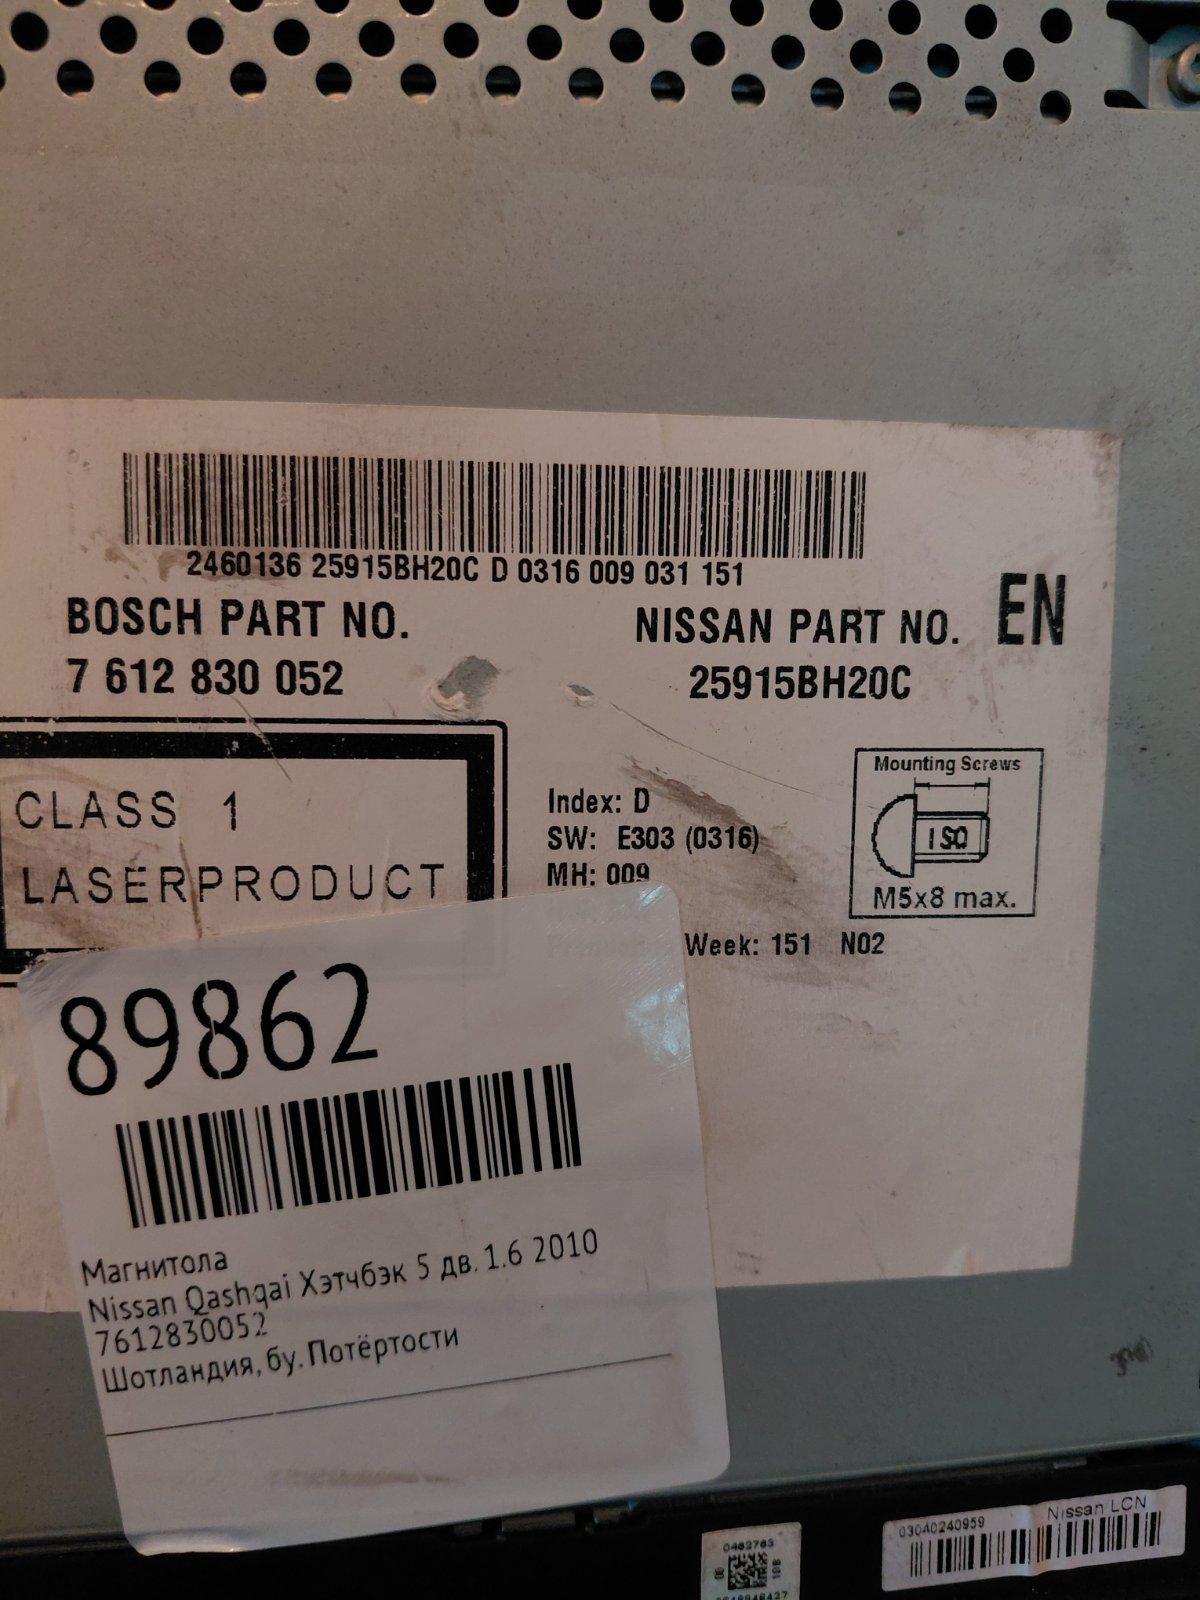 2460136 25915BH20C D 0316 009 031 151
BOSCH PART NO.
7 612 830 052
NISSAN PART NO.
25915BH20C
EN
CLASS 1
LASERPRODUCT
Index: D
SW: E303 (0316)
MH: 009
Week: 151 N02
Mounting Screws
ISO
M5x8 max.
89862
Магнитола
Nissan Qashqai Хэтчбэк 5 дв. 1.6 2010
7612830052
Шотландия, бу. Потёртости
03040240959
Nissan LCN
0462763